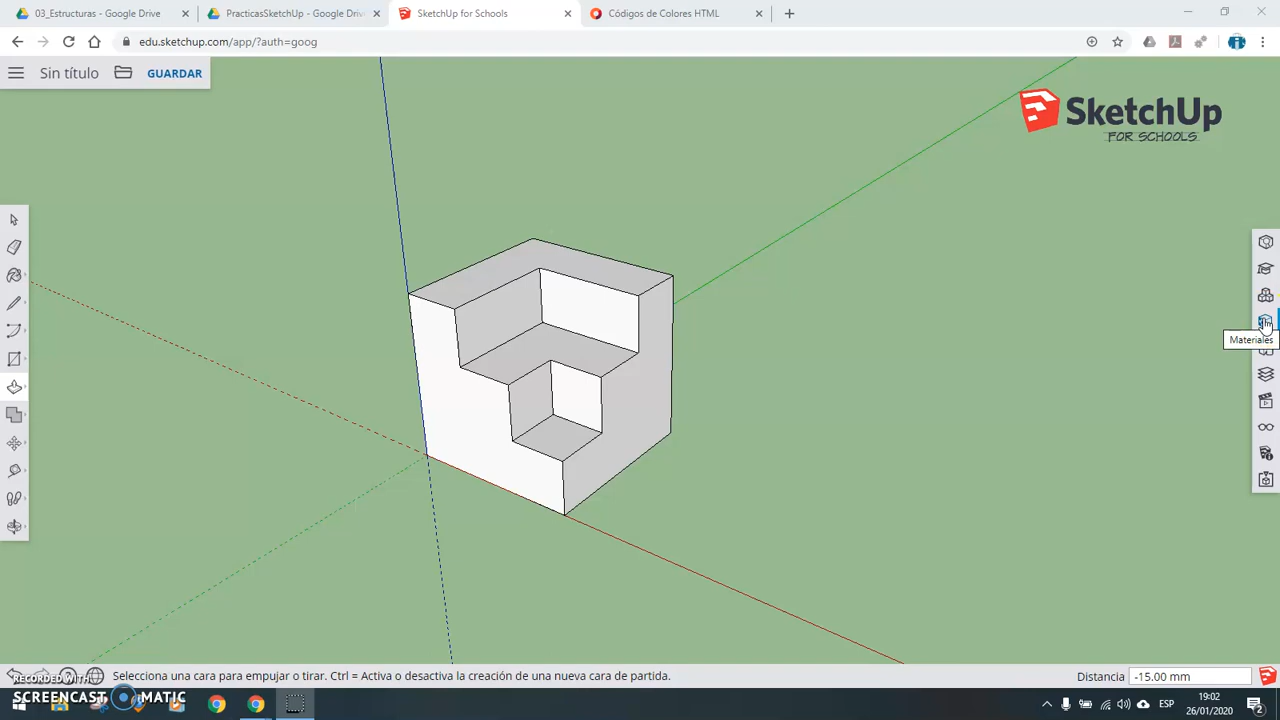 03_Estructuras - Google Drive
PracticasSketchUp - Google Driv
SketchUp for Schools
Códigos de Colores HTML
edu.sketchup.com/app/?auth=goog
Sin título
GUARDAR
SketchUp
FOR SCHOOLS
Materiales
Selecciona una cara para empujar o tirar. Ctrl = Activa o desactiva la creación de una nueva cara de partida.
Distancia
-15.00 mm
RECORDED WITH
SCREENCAST MATIC
ESP
19:02
26/01/2020
2